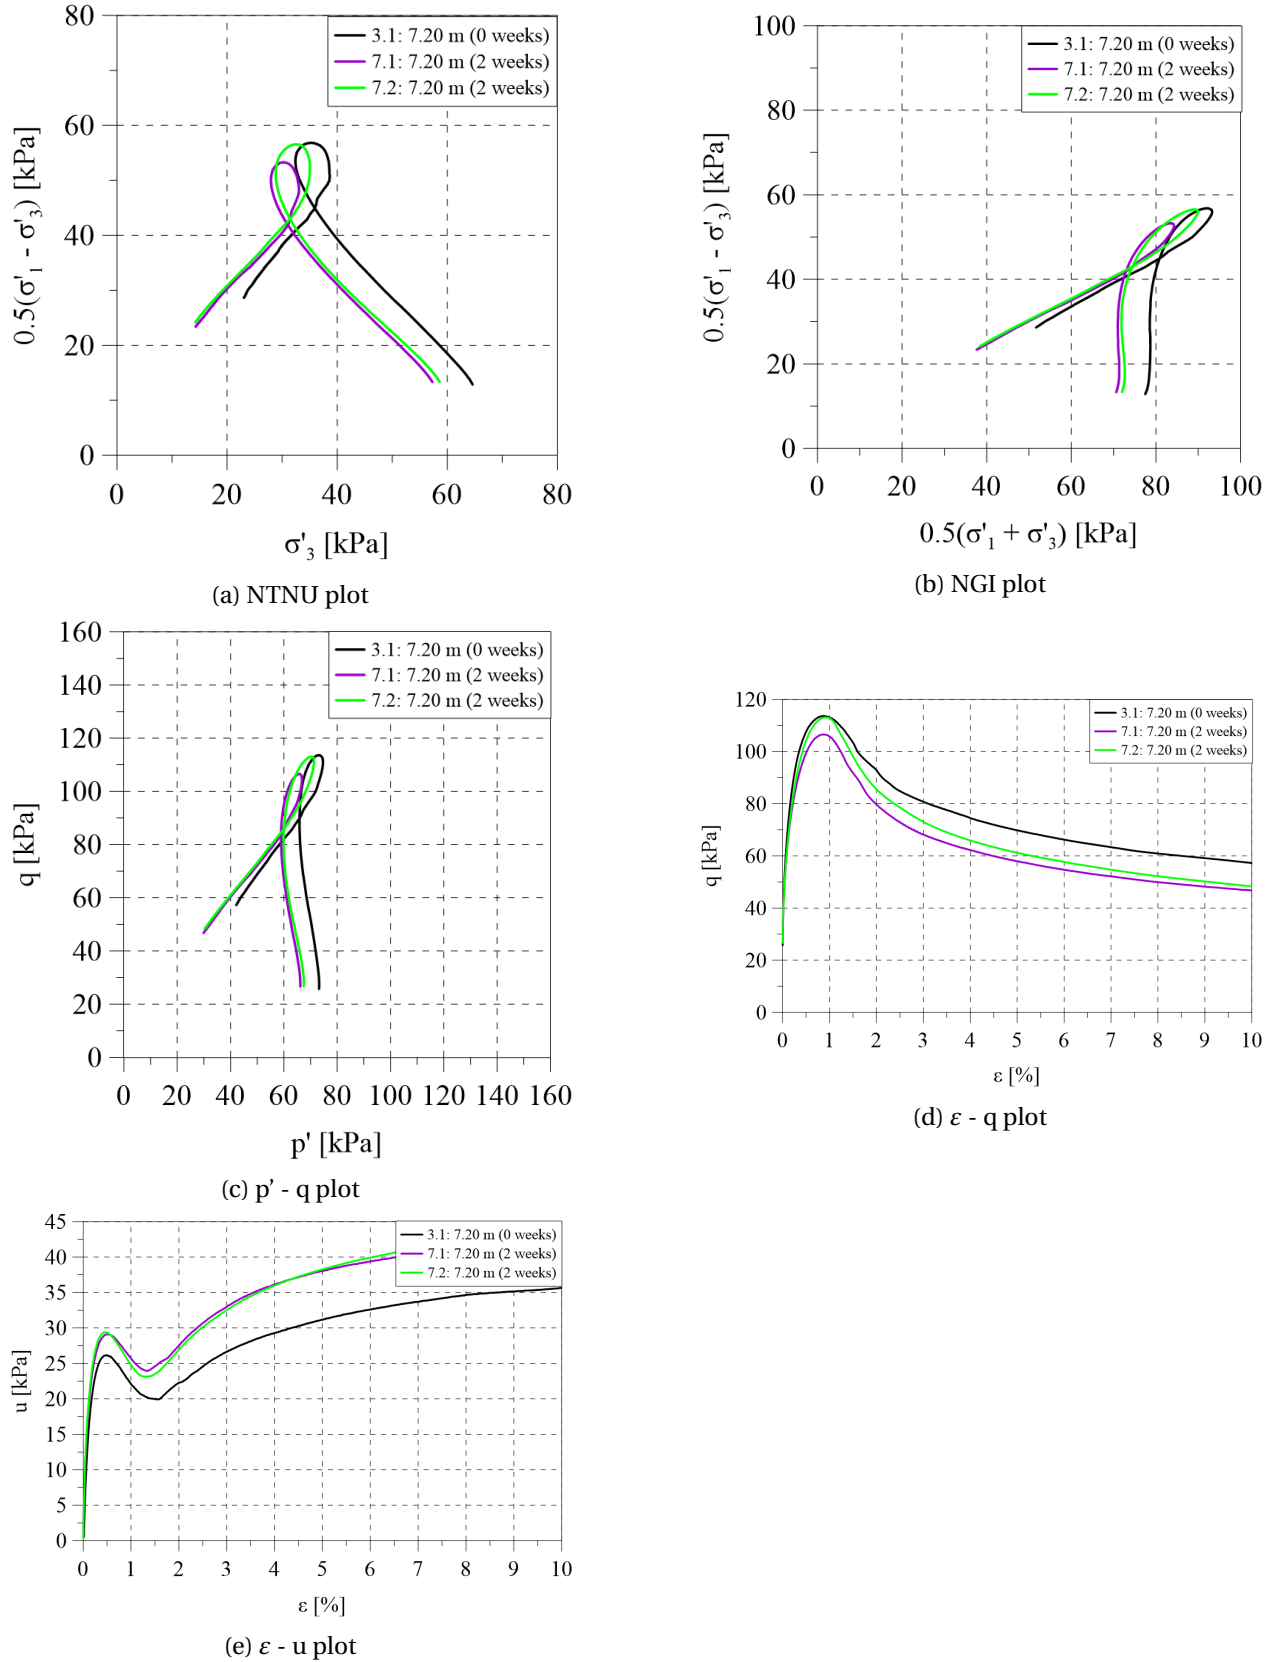 80
60
40
20
0
0 20 40 60 80
0.5(σ'1 - σ'3) [kPa]
σ'3 [kPa]
3.1: 7.20 m (0 weeks)
7.1: 7.20 m (2 weeks)
7.2: 7.20 m (2 weeks)
(a) NTNU plot
100
80
60
40
20
0
0 20 40 60 80 100
0.5(σ'1 - σ'3) [kPa]
0.5(σ'1 + σ'3) [kPa]
3.1: 7.20 m (0 weeks)
7.1: 7.20 m (2 weeks)
7.2: 7.20 m (2 weeks)
(b) NGI plot
160
140
120
100
80
60
40
20
0
0 20 40 60 80 100 120 140 160
q [kPa]
p' [kPa]
3.1: 7.20 m (0 weeks)
7.1: 7.20 m (2 weeks)
7.2: 7.20 m (2 weeks)
(c) p’ - q plot
120
100
80
60
40
20
0
0 1 2 3 4 5 6 7 8 9 10
q [kPa]
ε [%]
3.1: 7.20 m (0 weeks)
7.1: 7.20 m (2 weeks)
7.2: 7.20 m (2 weeks)
(d) ε - q plot
45
40
35
30
25
20
15
10
5
0
0 1 2 3 4 5 6 7 8 9 10
u [kPa]
ε [%]
3.1: 7.20 m (0 weeks)
7.1: 7.20 m (2 weeks)
7.2: 7.20 m (2 weeks)
(e) ε - u plot